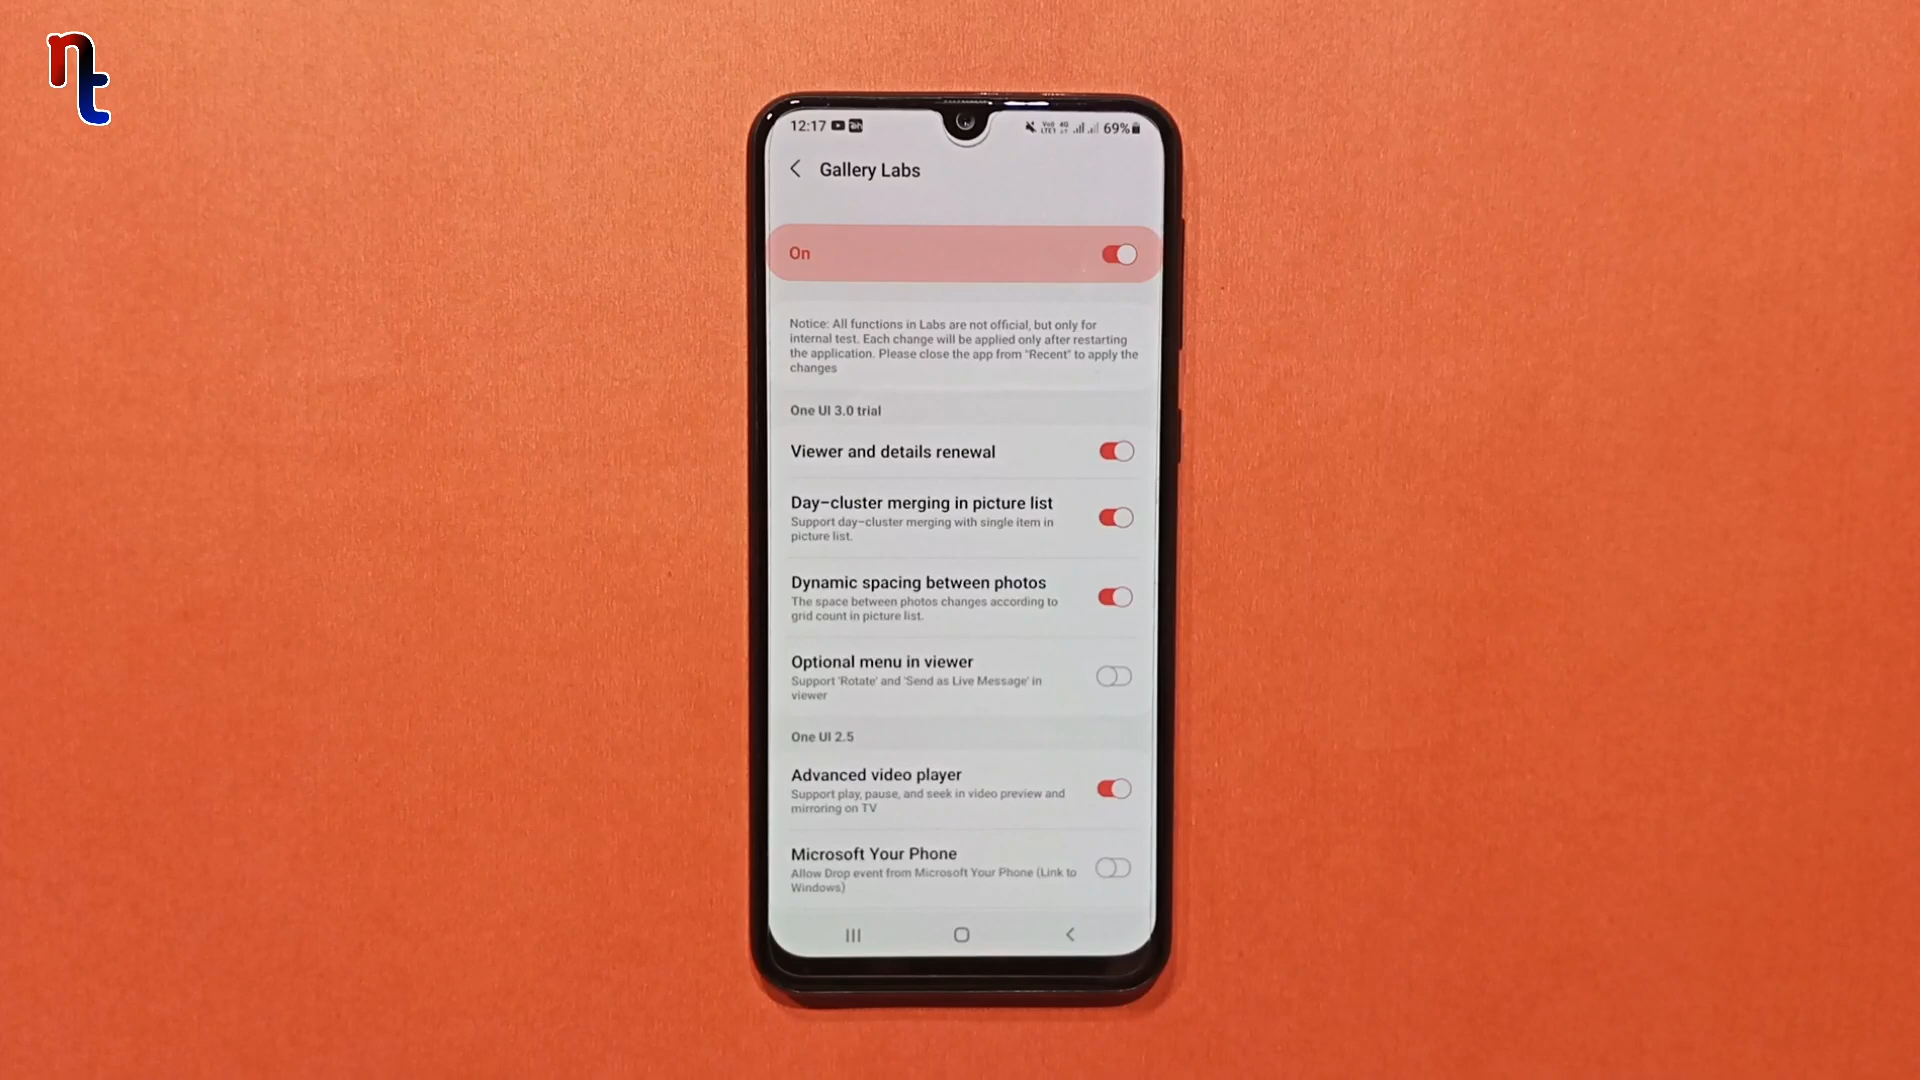 nt
12:17
69%
Gallery Labs
On
Notice: All functions in Labs are not official, but only for
internal test. Each change will be applied only after restarting
the application. Please close the app from "Recent" to apply the
changes
One UI 3.0 trial
Viewer and details renewal
Day-cluster merging in picture list
Support day-cluster merging with single item in
picture list.
Dynamic spacing between photos
The space between photos changes according to
grid count in picture list.
Optional menu in viewer
Support 'Rotate' and 'Send as Live Message' in
viewer
One UI 2.5
Advanced video player
Support play, pause, and seek in video preview and
mirroring on TV
Microsoft Your Phone
Allow Drop event from Microsoft Your Phone (Link to
Windows)